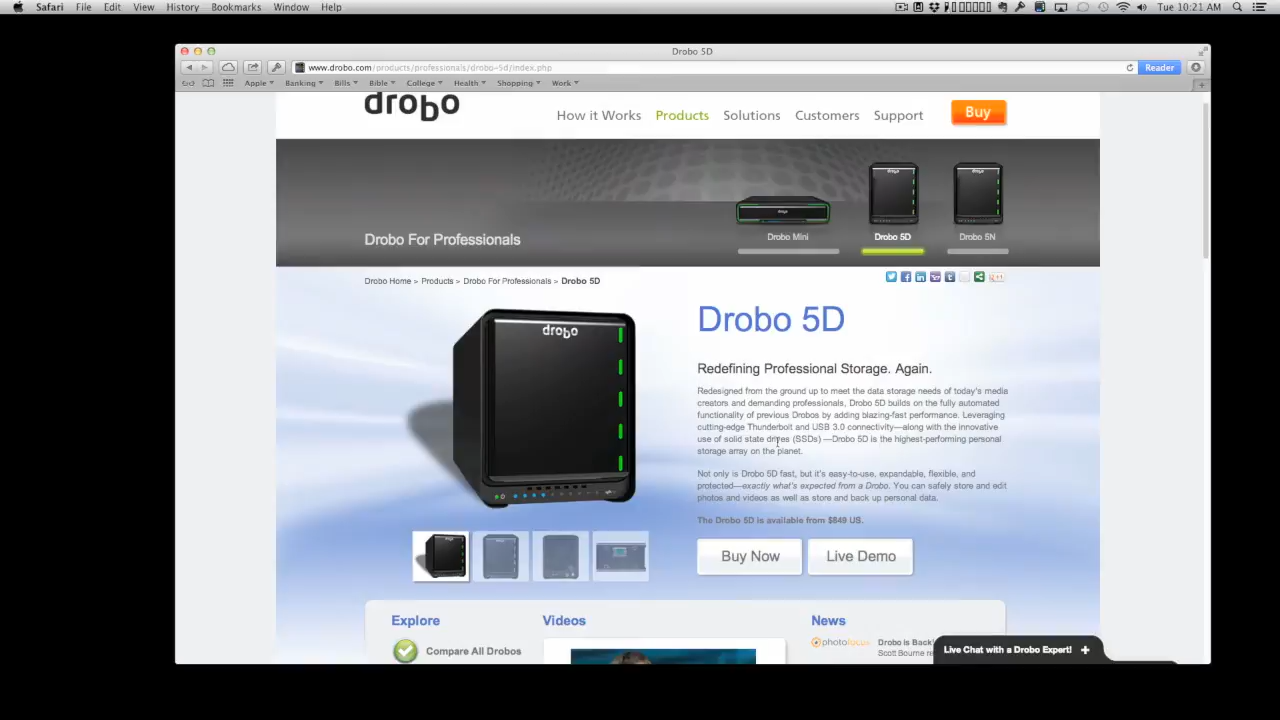 Safari File Edit View History Bookmarks Window Help
Tue 10:21 AM
Drobo 5D
www.drobo.com/products/professionals/drobo-5d/index.php
Reader
Apple Banking Bills Bible College Health Shopping Work
drobo
How it Works Products Solutions Customers Support Buy
Drobo For Professionals
Drobo Mini Drobo 5D Drobo 5N
Drobo Home > Products > Drobo For Professionals > Drobo 5D
drobo
Drobo 5D
Redefining Professional Storage. Again.
Redesigned from the ground up to meet the data storage needs of today's media
creators and demanding professionals, Drobo 5D builds on the fully automated
functionality of previous Drobos by adding blazing-fast performance. Leveraging
cutting-edge Thunderbolt and USB 3.0 connectivity—along with the innovative
use of solid state drives (SSDs) —Drobo 5D is the highest-performing personal
storage array on the planet.
Not only is Drobo 5D fast, but it's easy-to-use, expandable, flexible, and
protected—exactly what's expected from a Drobo. You can safely store and edit
photos and videos as well as store and back up personal data.
The Drobo 5D is available from $849 US.
Buy Now Live Demo
Explore Videos News
Compare All Drobos
photofocus
Drobo is Back!
Scott Bourne re
Live Chat with a Drobo Expert! +